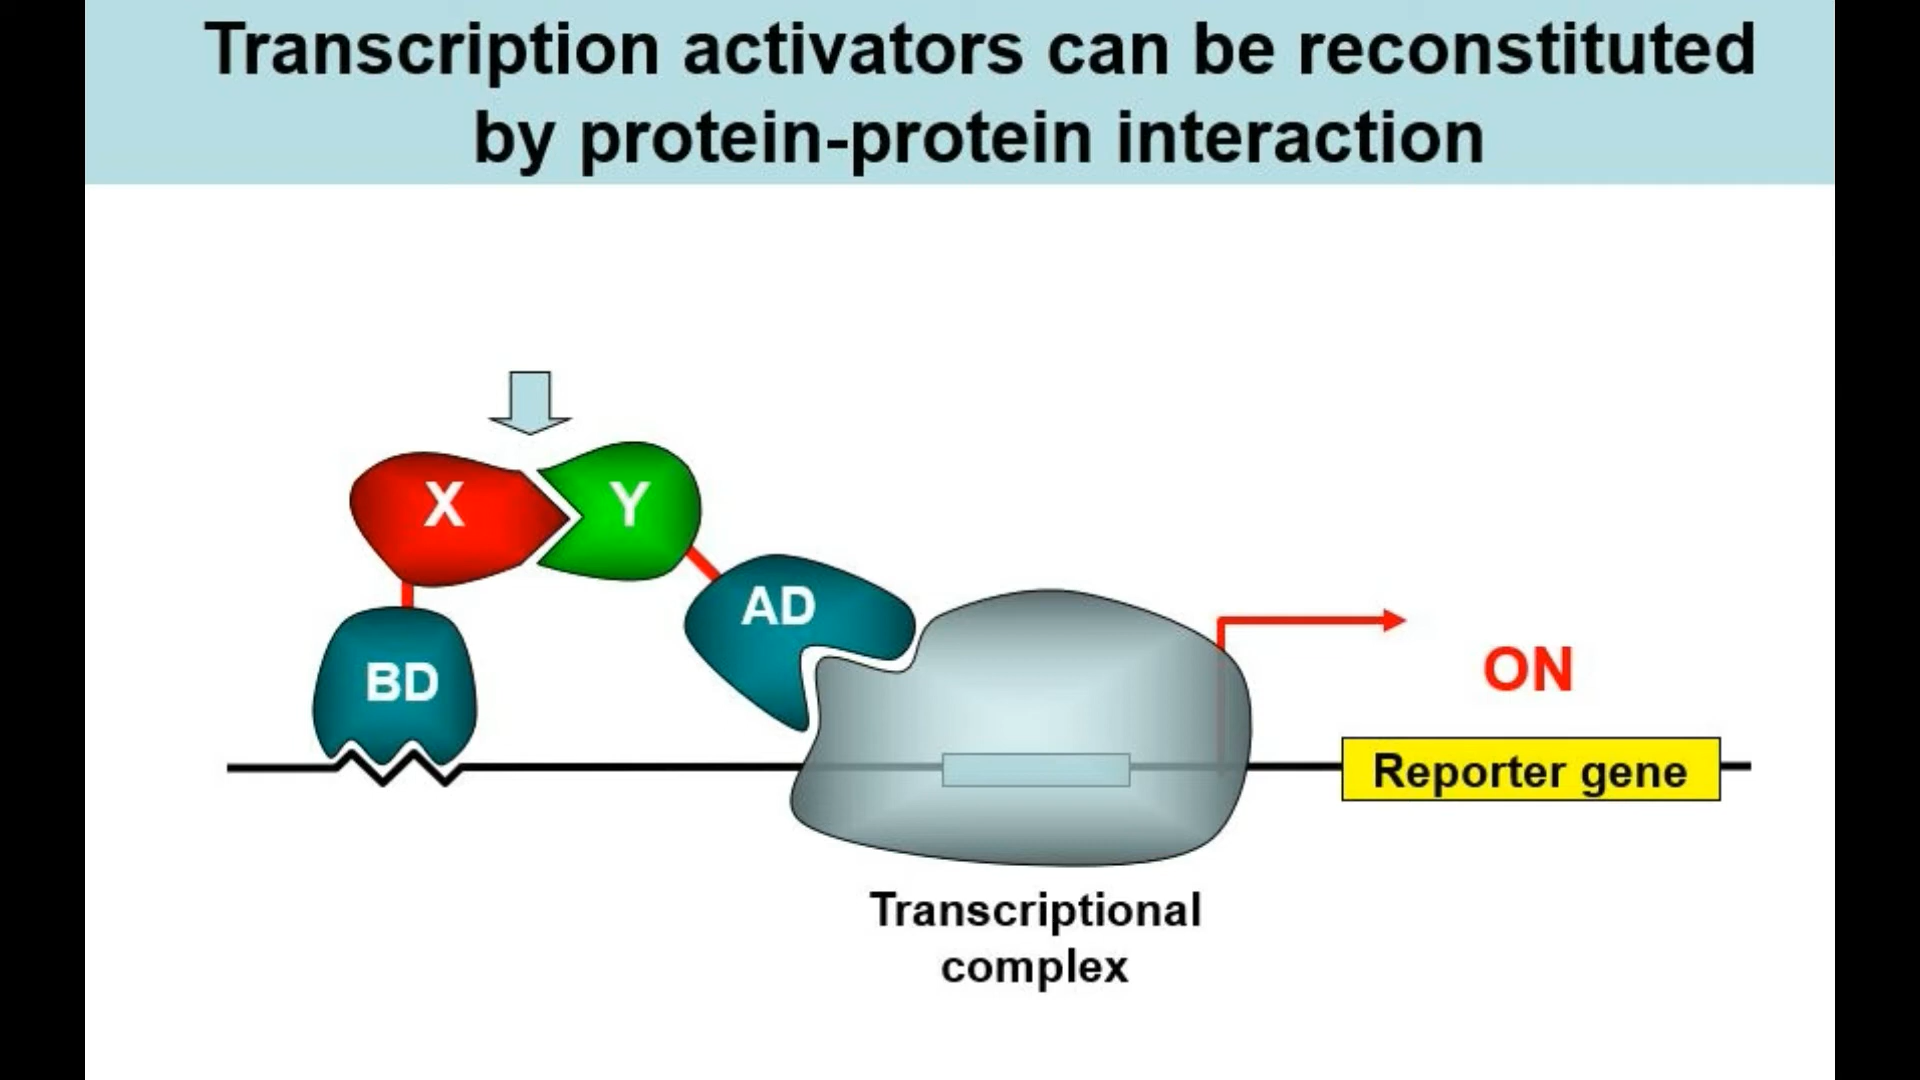 Transcription activators can be reconstituted
by protein-protein interaction
X
Y
AD
BD
ON
Reporter gene
Transcriptional
complex